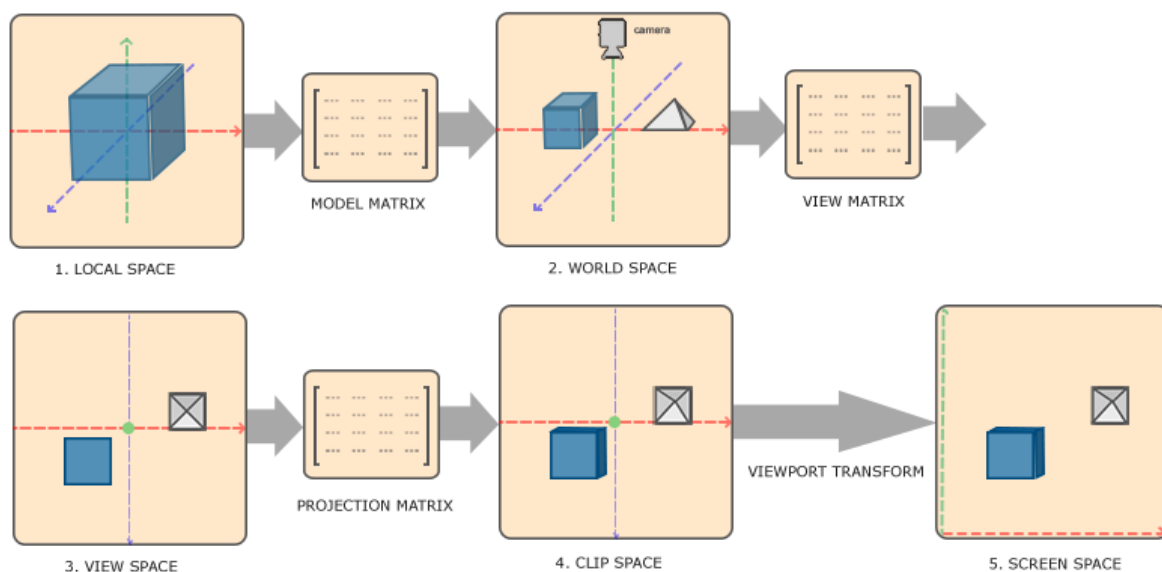 camera
MODEL MATRIX
VIEW MATRIX
1. LOCAL SPACE
2. WORLD SPACE
VIEWPORT TRANSFORM
PROJECTION MATRIX
3. VIEW SPACE
4. CLIP SPACE
5. SCREEN SPACE